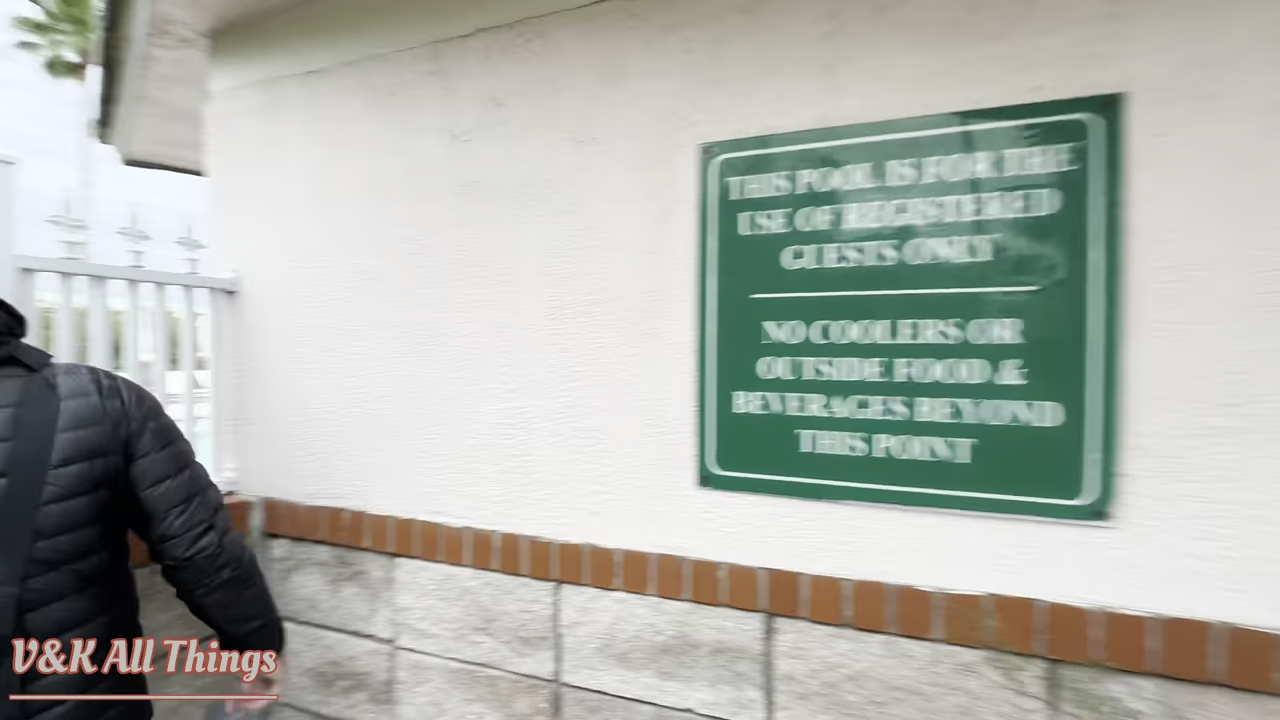 THIS POOL IS FOR THE
USE OF REGISTERED
GUESTS ONLY
NO COOLERS OR
OUTSIDE FOOD &
BEVERAGES BEYOND
THIS POINT
V&K All Things